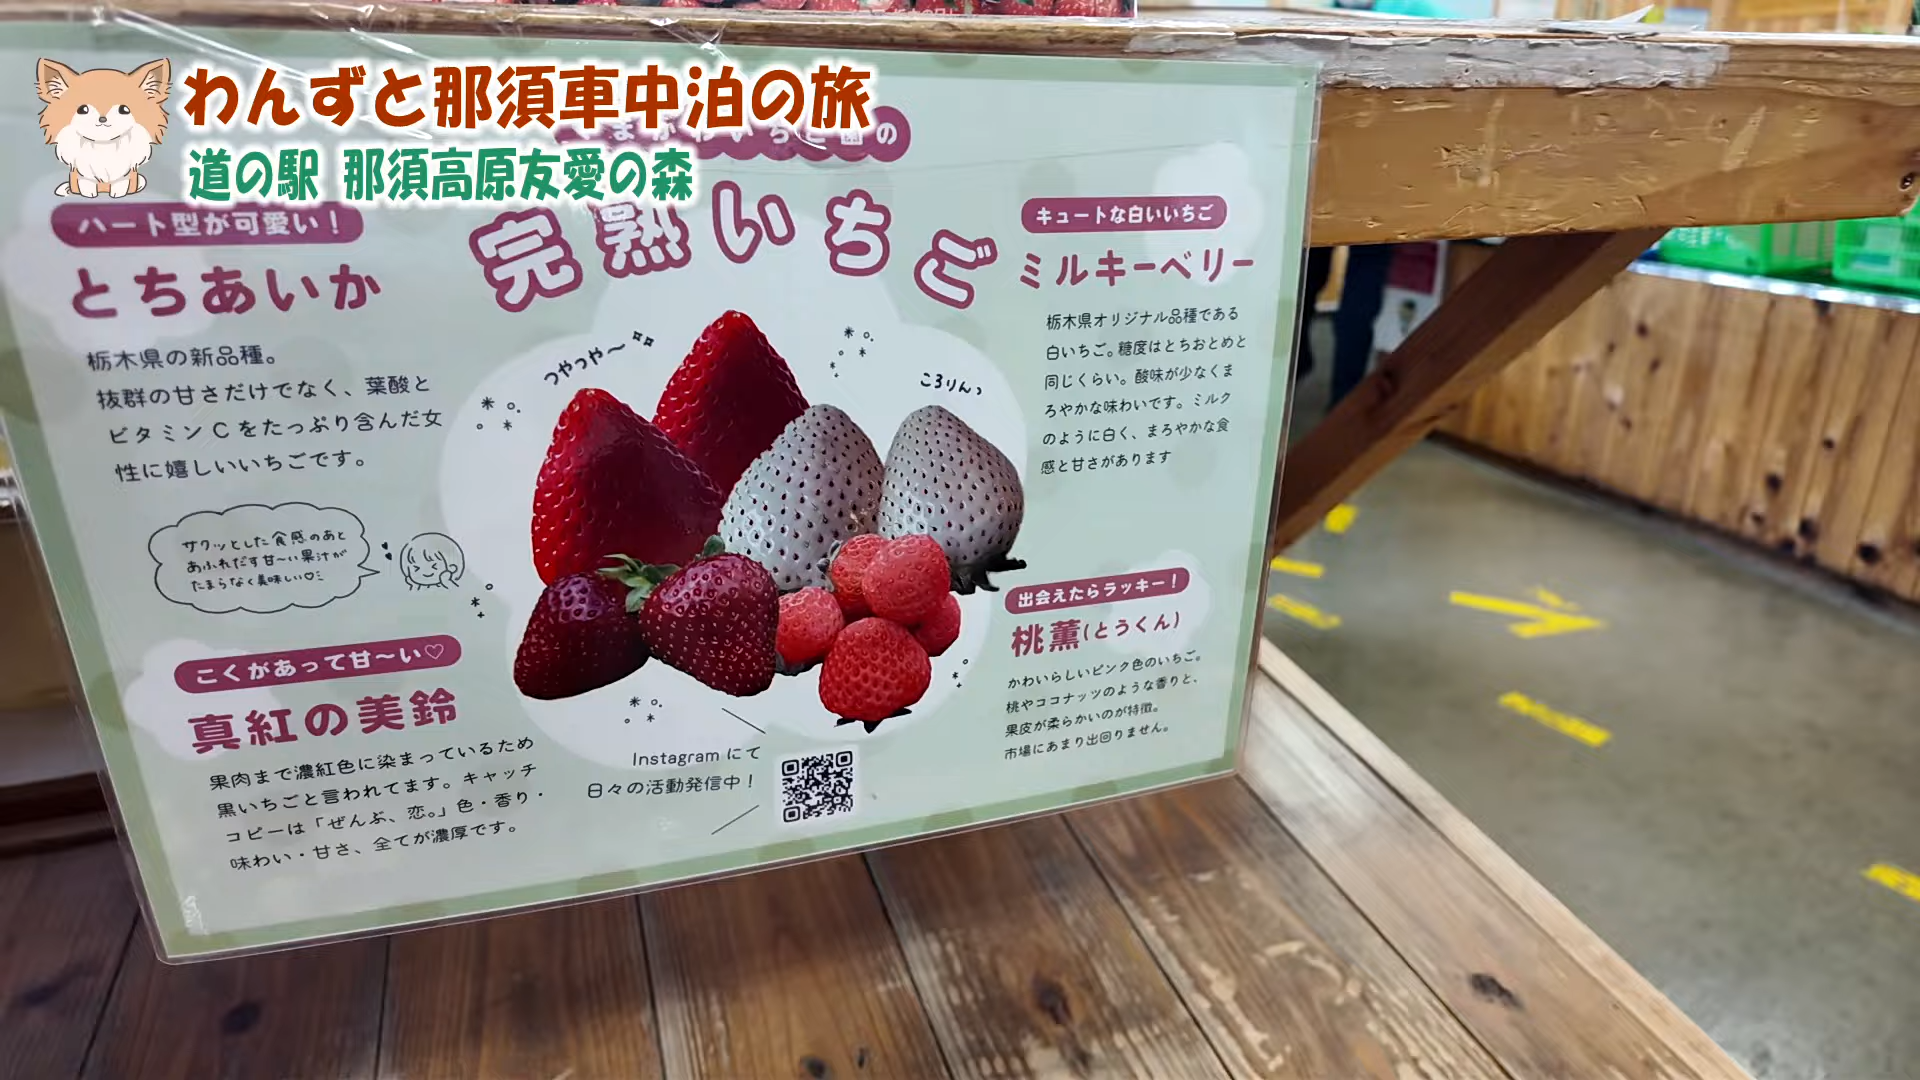 わんずと那須車中泊の旅
道の駅 那須高原友愛の森
完熟いちご
ハート型が可愛い！
とちあいか
栃木県の新品種。
抜群の甘さだけでなく、葉酸と
ビタミンCをたっぷり含んだ女
性に嬉しいいちごです。
サクッとした食感のあと
あふれだす甘〜い果汁が
たまらなく美味しい♡
こくがあって甘〜い♡
真紅の美鈴
果肉まで濃紅色に染まっているため
黒いちごと言われてます。キャッチ
コピーは「ぜんぶ、恋。」色・香り・
味わい・甘さ、全てが濃厚です。
つやっつや〜
ころりんっ
Instagram にて
日々の活動発信中！
キュートな白いいちご
ミルキーベリー
栃木県オリジナル品種である
白いちご。糖度はとちおとめと
同じくらい。酸味が少なくま
ろやかな味わいです。ミルク
のように白く、まろやかな食
感と甘さがあります
出会えたらラッキー！
桃薫(とうくん)
かわいらしいピンク色のいちご。
桃やココナッツのような香りと、
果皮が柔らかいのが特徴。
市場にあまり出回りません。